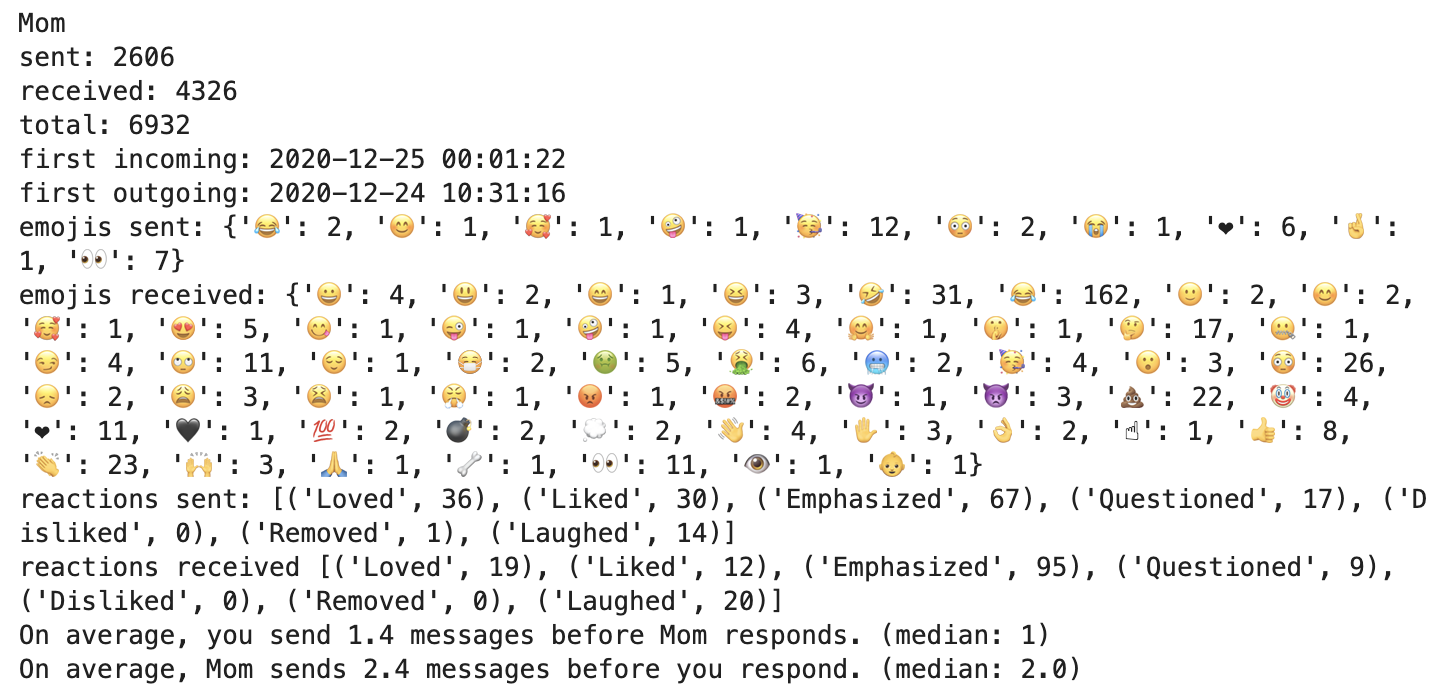 Mom
sent: 2606
received: 4326
total: 6932
first incoming: 2020-12-25 00:01:22
first outgoing: 2020-12-24 10:31:16
emojis sent: {'😂': 2, '😊': 1, '🥰': 1, '🤪': 1, '🥳': 12, '😳': 2, '😭': 1, '❤': 6, '🤞':
1, '👀': 7}
emojis received: {'😀': 4, '😃': 2, '😄': 1, '😆': 3, '🤣': 31, '😂': 162, '🙂': 2, '😊': 2,
'🥰': 1, '😍': 5, '😋': 1, '😜': 1, '🤪': 1, '😝': 4, '🤗': 1, '🤫': 1, '🤔': 17, '🤐': 1,
'😏': 4, '🙄': 11, '😌': 1, '😷': 2, '🤢': 5, '🤮': 6, '🥶': 2, '🥳': 4, '😮': 3, '😳': 26,
'😞': 2, '😩': 3, '😫': 1, '😤': 1, '😡': 1, '🤬': 2, '😈': 1, '😈': 3, '💩': 22, '🤡': 4,
'❤': 11, '🖤': 1, '💯': 2, '💣': 2, '💭': 2, '👋': 4, '✋': 3, '👌': 2, '☝': 1, '👍': 8,
'👏': 23, '🙌': 3, '🙏': 1, '🦴': 1, '👀': 11, '👁': 1, '👶': 1}
reactions sent: [('Loved', 36), ('Liked', 30), ('Emphasized', 67), ('Questioned', 17), ('D
isliked', 0), ('Removed', 1), ('Laughed', 14)]
reactions received [('Loved', 19), ('Liked', 12), ('Emphasized', 95), ('Questioned', 9),
('Disliked', 0), ('Removed', 0), ('Laughed', 20)]
On average, you send 1.4 messages before Mom responds. (median: 1)
On average, Mom sends 2.4 messages before you respond. (median: 2.0)